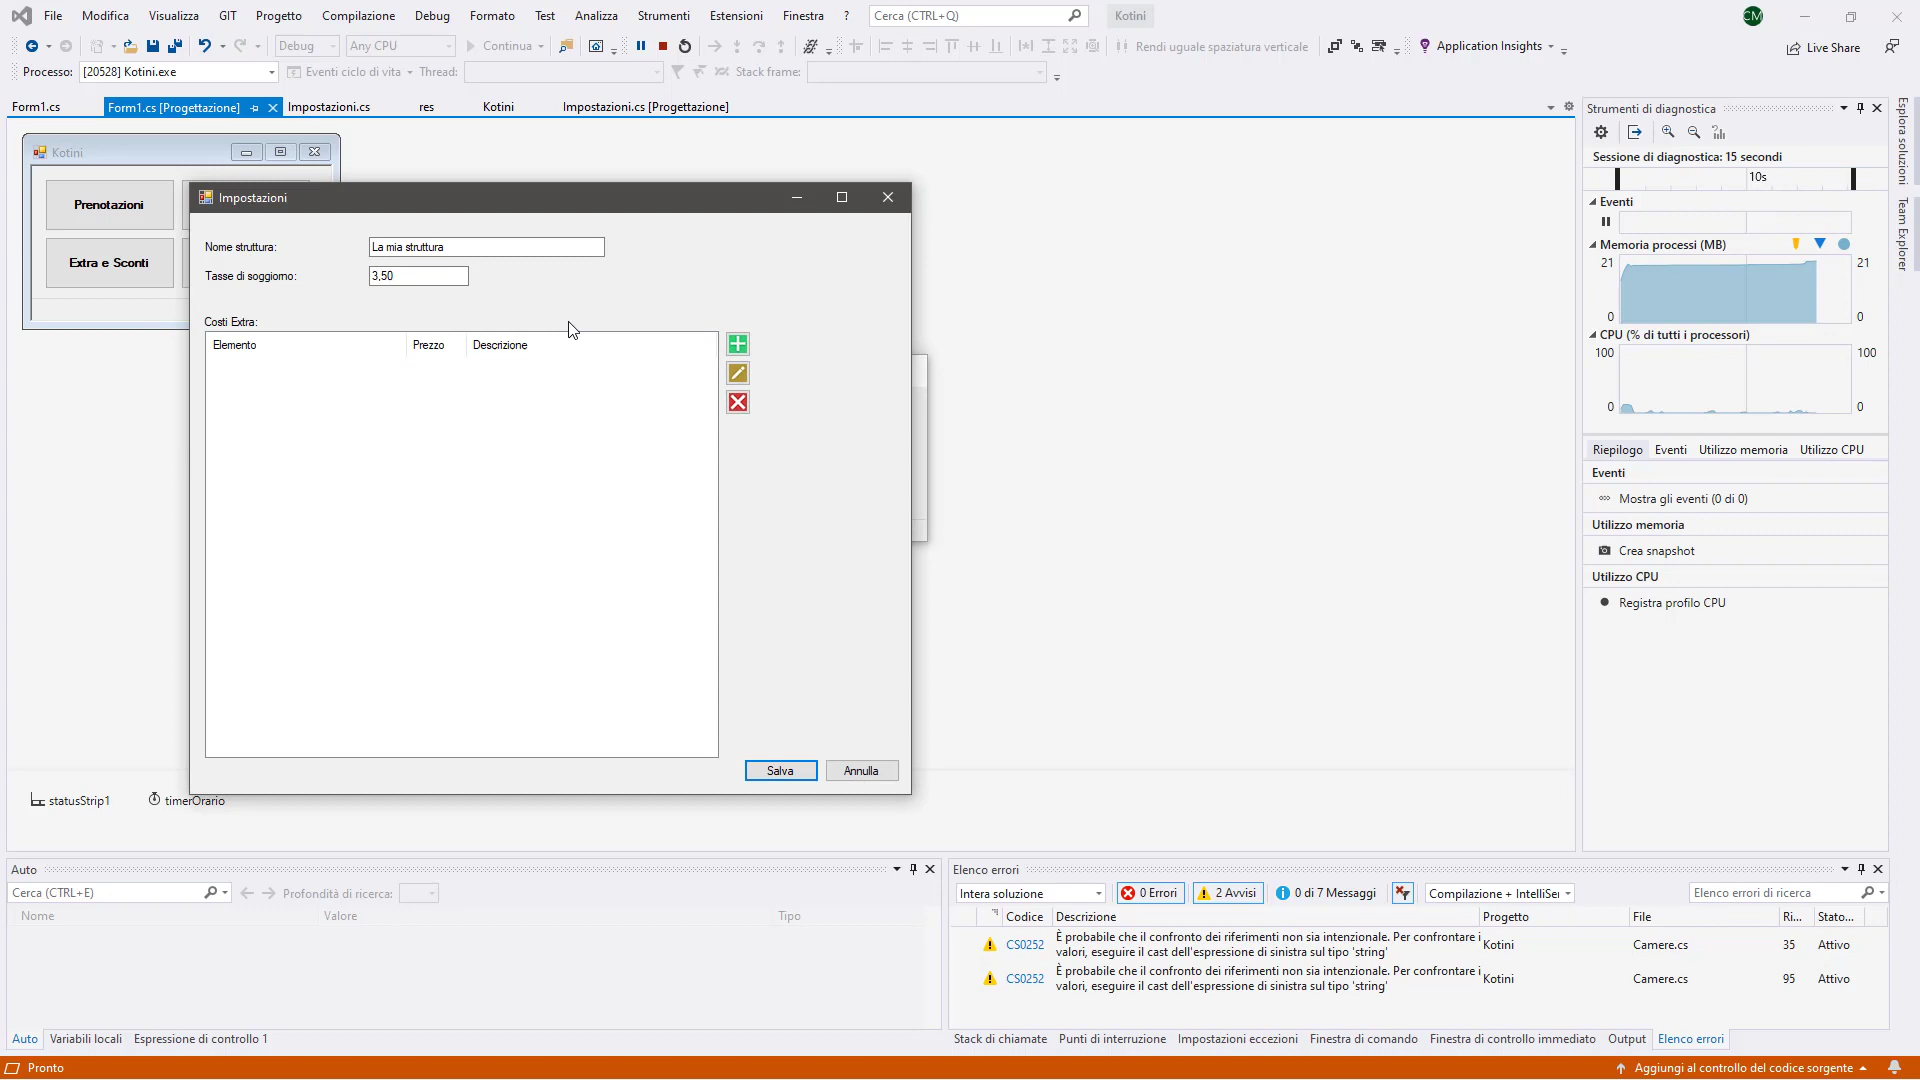 File Modifica Visualizza GIT Progetto Compilazione Debug Formato Test Analizza Strumenti Estensioni Finestra ? Cerca (CTRL+Q) Kotini CM
Debug Any CPU Continua Rendi uguale spaziatura verticale Application Insights Live Share
Processo: [20528] Kotini.exe Eventi ciclo di vita Thread: Stack frame:
Form1.cs Form1.cs [Progettazione] Impostazioni.cs res Kotini Impostazioni.cs [Progettazione]
Kotini
Prenotazioni
Extra e Sconti
Impostazioni
Nome struttura: La mia struttura
Tasse di soggiorno: 3,50
Costi Extra:
Elemento Prezzo Descrizione
Salva Annulla
statusStrip1 timerOrario
Strumenti di diagnostica
Sessione di diagnostica: 15 secondi
10s
Eventi
Memoria processi (MB)
21 21
0 0
CPU (% di tutti i processori)
100 100
0 0
Riepilogo Eventi Utilizzo memoria Utilizzo CPU
Eventi
Mostra gli eventi (0 di 0)
Utilizzo memoria
Crea snapshot
Utilizzo CPU
Registra profilo CPU
Esplora soluzioni
Team Explorer
Auto
Cerca (CTRL+E) Profondità di ricerca:
Nome Valore Tipo
Auto Variabili locali Espressione di controllo 1
Elenco errori
Intera soluzione 0 Errori 2 Avvisi 0 di 7 Messaggi Compilazione + IntelliSe Elenco errori di ricerca
Codice Descrizione Progetto File Ri... Stato...
CS0252 È probabile che il confronto dei riferimenti non sia intenzionale. Per confrontare i valori, eseguire il cast dell'espressione di sinistra sul tipo 'string' Kotini Camere.cs 35 Attivo
CS0252 È probabile che il confronto dei riferimenti non sia intenzionale. Per confrontare i valori, eseguire il cast dell'espressione di sinistra sul tipo 'string' Kotini Camere.cs 95 Attivo
Stack di chiamate Punti di interruzione Impostazioni eccezioni Finestra di comando Finestra di controllo immediato Output Elenco errori
Pronto Aggiungi al controllo del codice sorgente